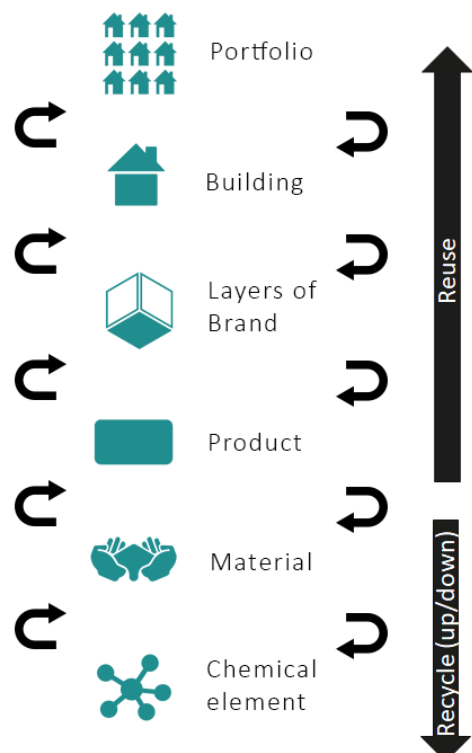 Portfolio
Building
Layers of
Brand
Product
Material
Chemical
element
Reuse
Recycle (up/down)